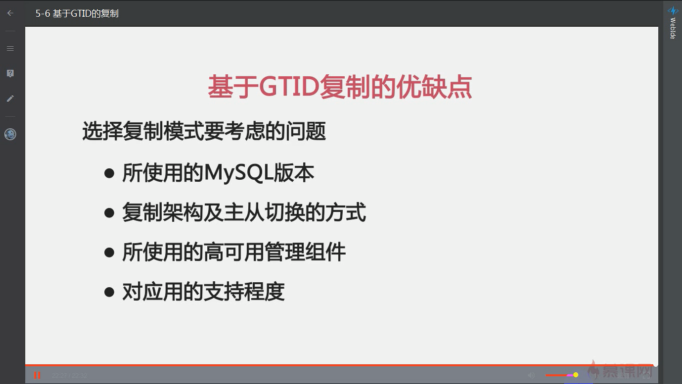 5-6 基于GTID的复制
Webide
基于GTID复制的优缺点
选择复制模式要考虑的问题
● 所使用的MySQL版本
● 复制架构及主从切换的方式
● 所使用的高可用管理组件
● 对应用的支持程度
慕课网